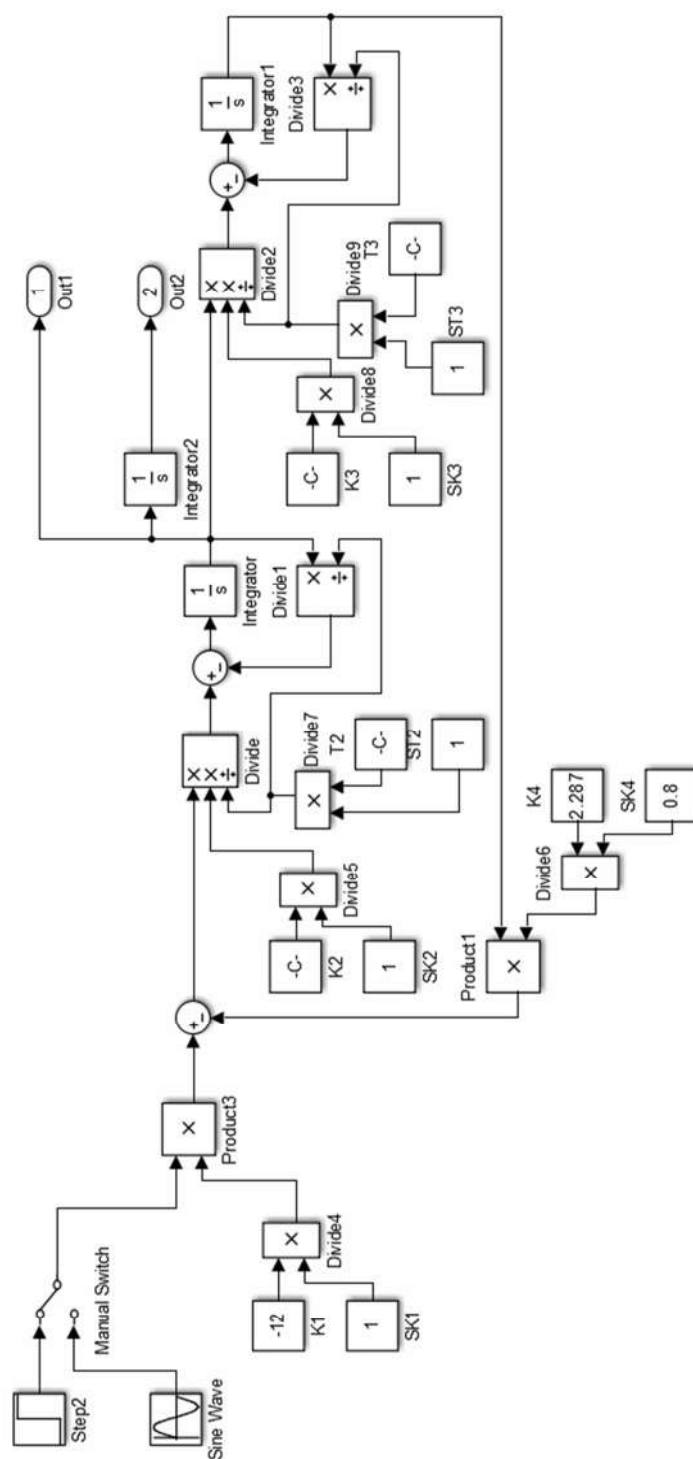 Step2
Sine Wave
Manual Switch
-12
K1
1
SK1
×
Divide4
×
Product3
+
-
-C-
K2
1
SK2
×
Divide5
×
×
÷
Divide
×
Divide7
T2
-C-
ST2
1
+
-
1
s
Integrator
×
÷
Divide1
1
s
Integrator2
1
Out1
2
Out2
-C-
K3
1
SK3
×
Divide8
×
×
÷
Divide2
×
Divide9
T3
-C-
ST3
1
+
-
1
s
Integrator1
×
÷
Divide3
×
Product1
×
Divide6
K4
2.287
SK4
0.8